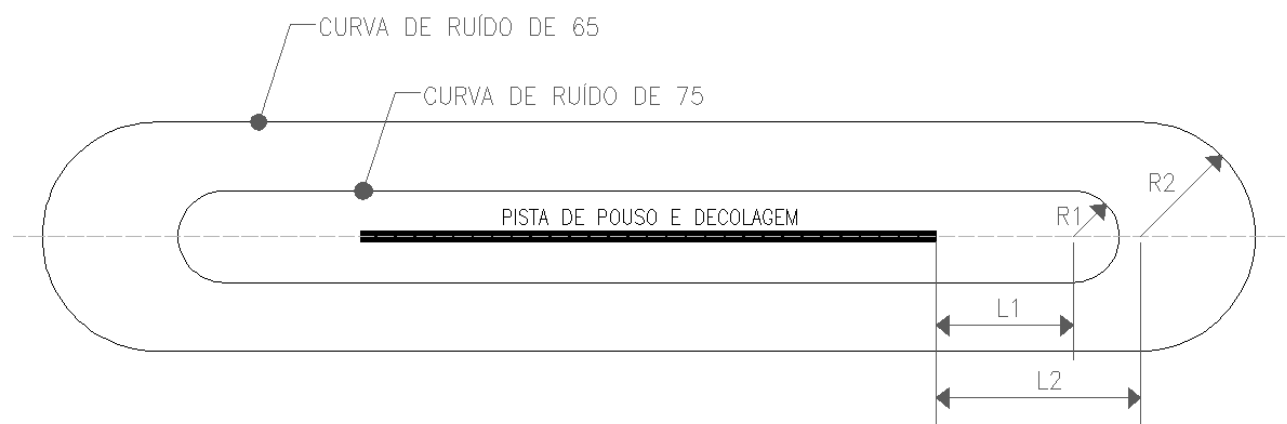 CURVA DE RUÍDO DE 65
CURVA DE RUÍDO DE 75
R2
PISTA DE POUSO E DECOLAGEM
R1
L1
L2